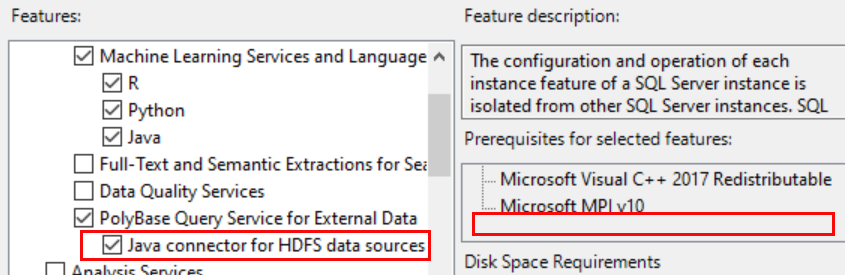 Features:
Machine Learning Services and Language
R
Python
Java
Full-Text and Semantic Extractions for Sea
Data Quality Services
PolyBase Query Service for External Data
Java connector for HDFS data sources
Analysis Services
Feature description:
The configuration and operation of each
instance feature of a SQL Server instance is
isolated from other SQL Server instances. SQL
Prerequisites for selected features:
Microsoft Visual C++ 2017 Redistributable
Microsoft MPI v10
Disk Space Requirements